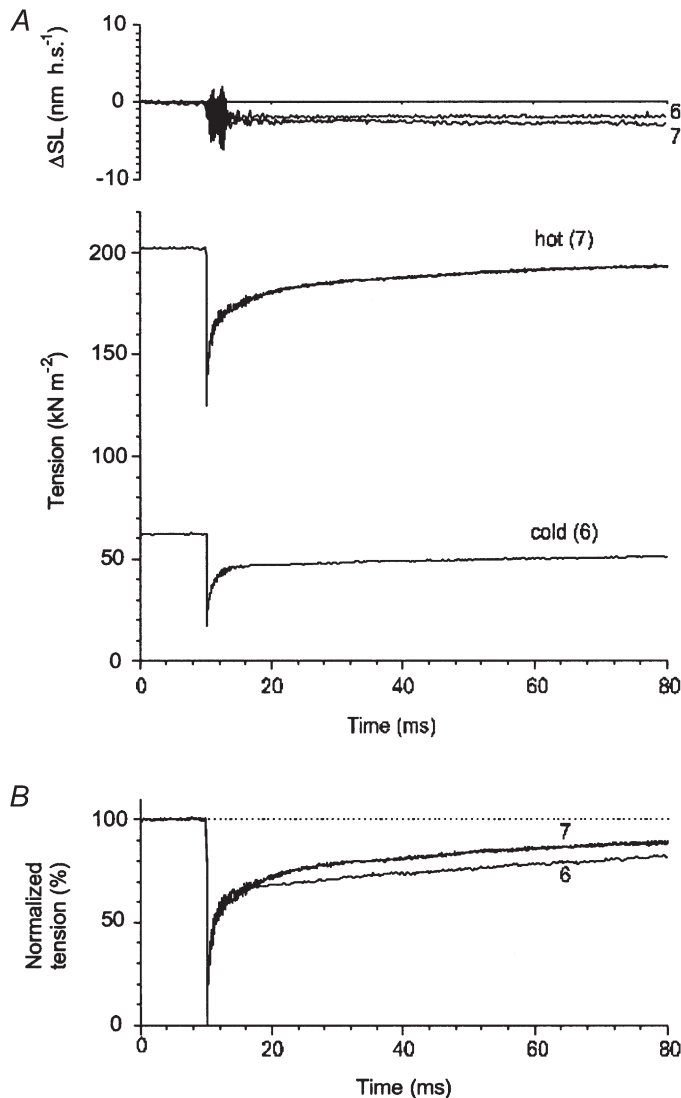 A
ΔSL (nm h.s⁻¹)
10
0
-10
6
7
Tension (kN m⁻²)
200
150
100
50
0
hot (7)
cold (6)
0
20
40
60
80
Time (ms)
B
Normalized
tension (%)
100
50
0
7
6
0
20
40
60
80
Time (ms)